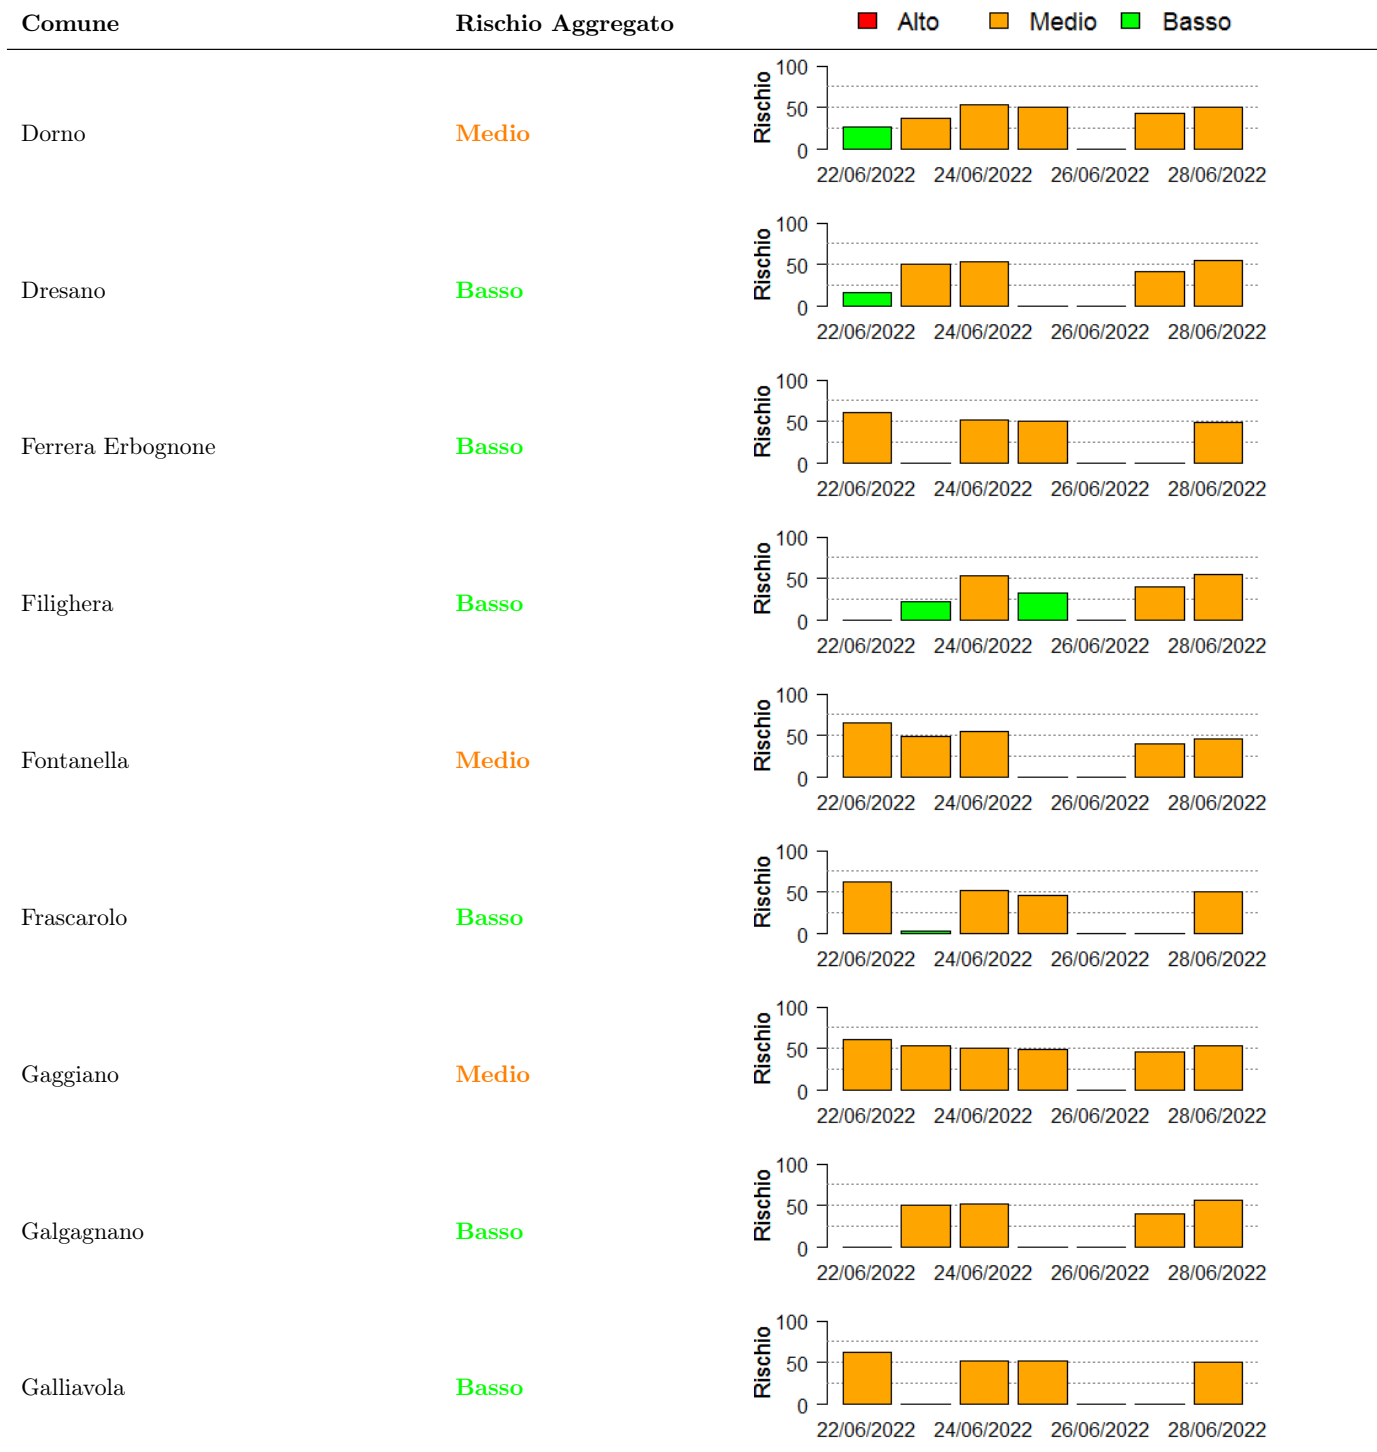 Comune Rischio Aggregato Alto Medio Basso
Dorno Medio
Rischio
100
50
0
22/06/2022 24/06/2022 26/06/2022 28/06/2022
Dresano Basso
Rischio
100
50
0
22/06/2022 24/06/2022 26/06/2022 28/06/2022
Ferrera Erbognone Basso
Rischio
100
50
0
22/06/2022 24/06/2022 26/06/2022 28/06/2022
Filighera Basso
Rischio
100
50
0
22/06/2022 24/06/2022 26/06/2022 28/06/2022
Fontanella Medio
Rischio
100
50
0
22/06/2022 24/06/2022 26/06/2022 28/06/2022
Frascarolo Basso
Rischio
100
50
0
22/06/2022 24/06/2022 26/06/2022 28/06/2022
Gaggiano Medio
Rischio
100
50
0
22/06/2022 24/06/2022 26/06/2022 28/06/2022
Galgagnano Basso
Rischio
100
50
0
22/06/2022 24/06/2022 26/06/2022 28/06/2022
Galliavola Basso
Rischio
100
50
0
22/06/2022 24/06/2022 26/06/2022 28/06/2022